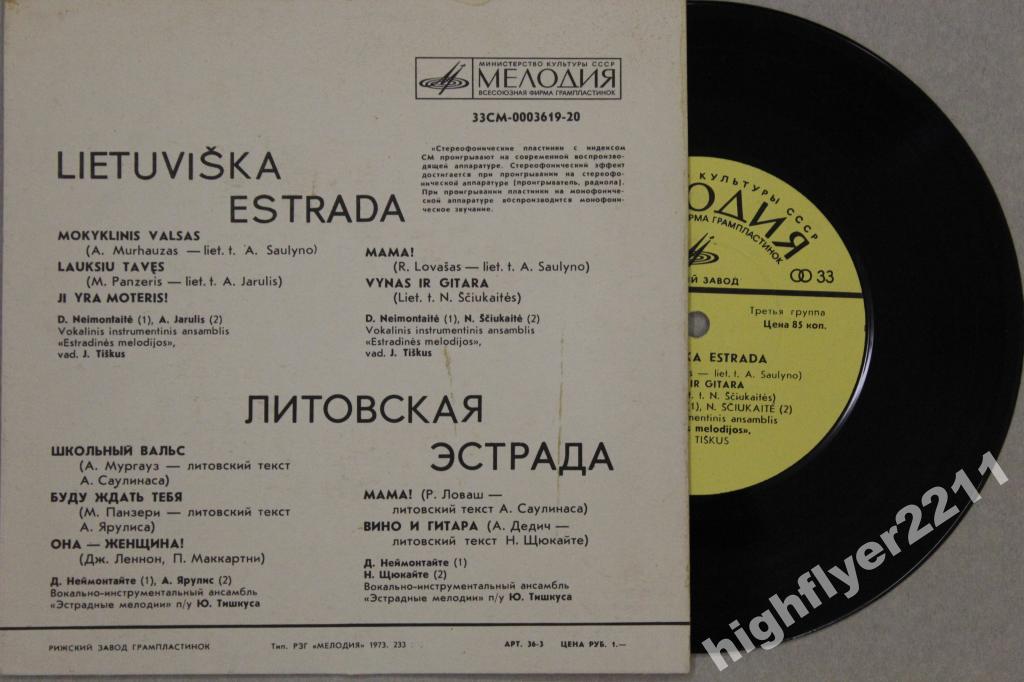 МИНИСТЕРСТВО КУЛЬТУРЫ СССР
МЕЛОДИЯ
ВСЕСОЮЗНАЯ ФИРМА ГРАМПЛАСТИНОК
33СМ-0003619-20
«Стереофонические пластинки с индексом
СМ проигрывают на современной воспроизво-
дящей аппаратуре. Стереофонический эффект
достигается при проигрывании на стереофо-
нической аппаратуре (проигрыватель, радиола).
При проигрывании пластинки на монофониче-
ской аппаратуре воспроизводится монофони-
ческое звучание.
LIETUVIŠKA
ESTRADA
MOKYKLINIS VALSAS
(A. Murhauzas — liet. t. A. Saulyno)
LAUKSIU TAVĘS
(M. Panzeris — liet. t. A. Jarulis)
JI YRA MOTERIS!
D. Neimontaitė (1), A. Jarulis (2)
Vokalinis instrumentinis ansamblis
«Estradinės melodijos»,
vad. J. Tiškus
MAMA!
(R. Lovašas — liet. t. A. Saulyno)
VYNAS IR GITARA
(Liet. t. N. Ščiukaitės)
D. Neimontaitė (1), N. Ščiukaitė (2)
Vokalinis instrumentinis ansamblis
«Estradinės melodijos»,
vad. J. Tiškus
ЛИТОВСКАЯ
ЭСТРАДА
ШКОЛЬНЫЙ ВАЛЬС
(А. Мургауз — литовский текст
А. Саулинаса)
БУДУ ЖДАТЬ ТЕБЯ
(М. Панзери — литовский текст
А. Ярулиса)
ОНА — ЖЕНЩИНА!
(Дж. Леннон, П. Маккартни)
Д. Неймонтайте (1), А. Ярулис (2)
Вокально-инструментальный ансамбль
«Эстрадные мелодии» п/у Ю. Тишкуса
МАМА! (Р. Ловаш —
литовский текст А. Саулинаса)
ВИНО И ГИТАРА (А. Дедич —
литовский текст Н. Щюкайте)
Д. Неймонтайте (1)
Н. Щюкайте (2)
Вокально-инструментальный ансамбль
«Эстрадные мелодии» п/у Ю. Тишкуса
РИЖСКИЙ ЗАВОД ГРАМПЛАСТИНОК
Тип. РЗГ «МЕЛОДИЯ» 1973. 233
АРТ. 36-3
ЦЕНА РУБ. 1.—
КУЛЬТУРЫ СССР
ЛОДИЯ
РМА ГРАМПЛАСТИНОК
ИЙ ЗАВОД
33
Третья группа
Цена 85 коп.
KA ESTRADA
s — liet. t. A. Saulyno)
IR GITARA
t. N. Ščiukaitės)
(1), N. ŠČIUKAITĖ (2)
mentinis ansamblis
s melodijos»,
TIŠKUS
highflyer2211